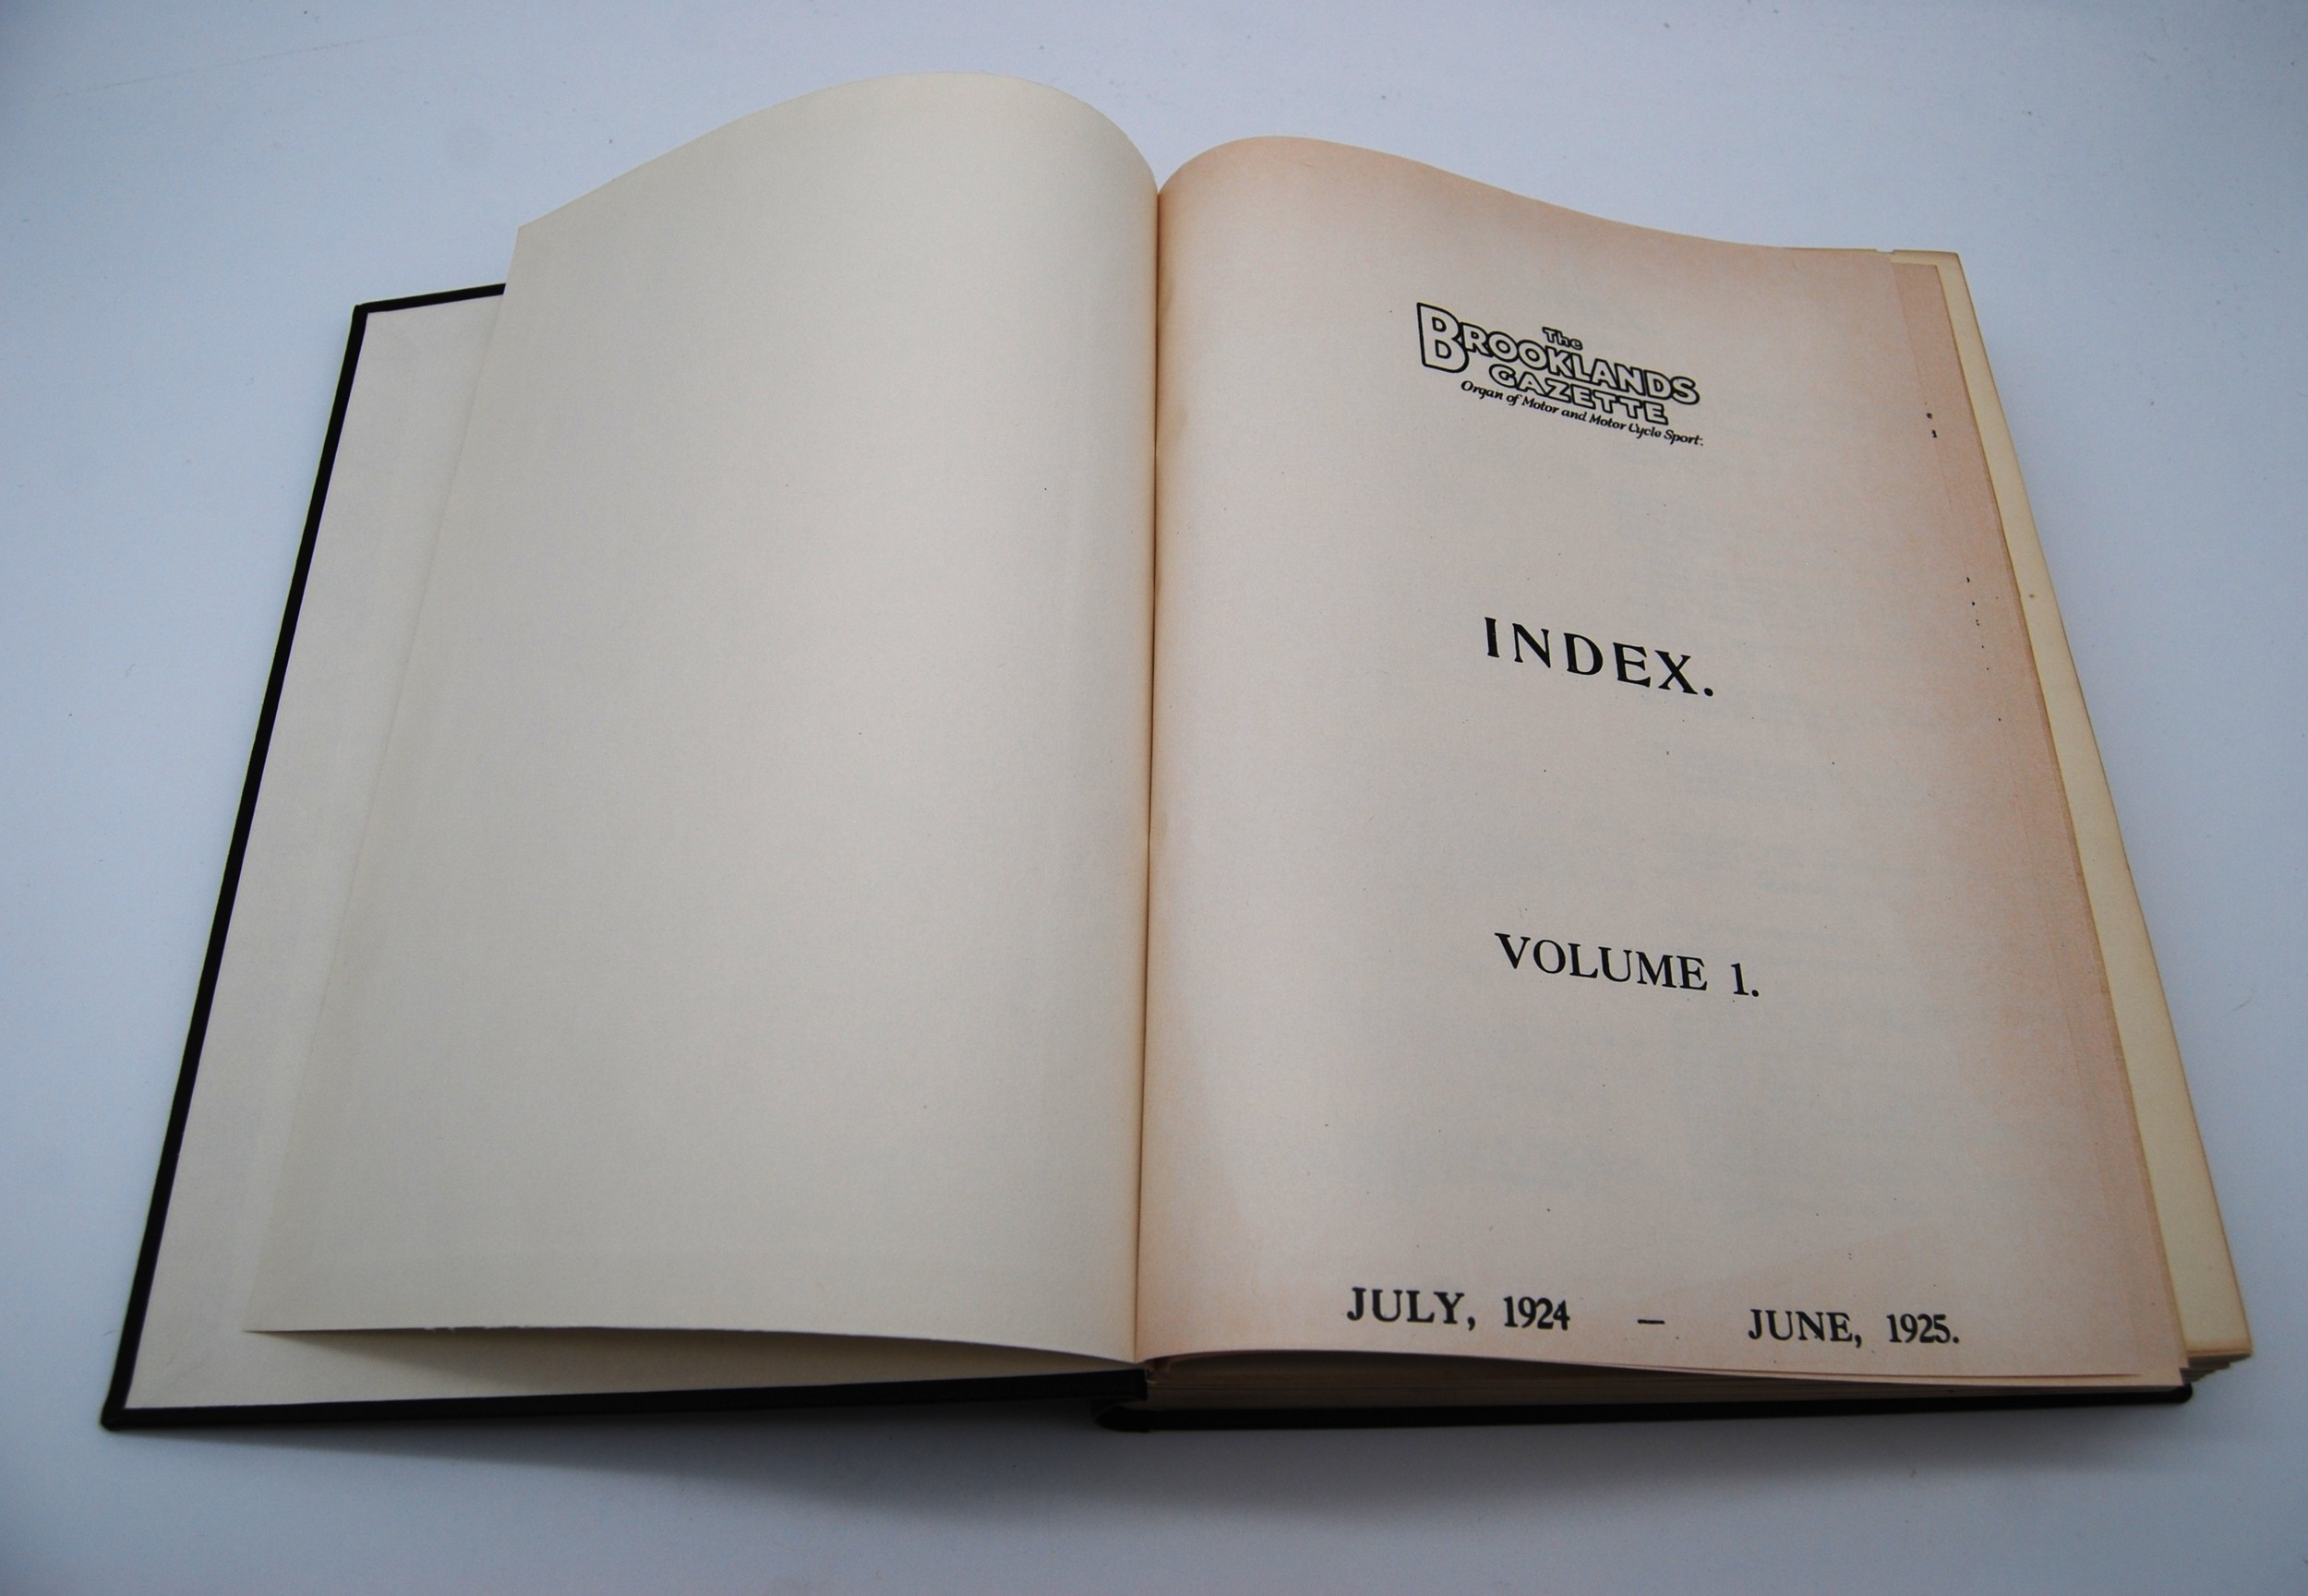 The
BROOKLANDS
GAZETTE
Organ of Motor and Motor Cycle Sport.
INDEX.
VOLUME 1.
JULY, 1924 — JUNE, 1925.